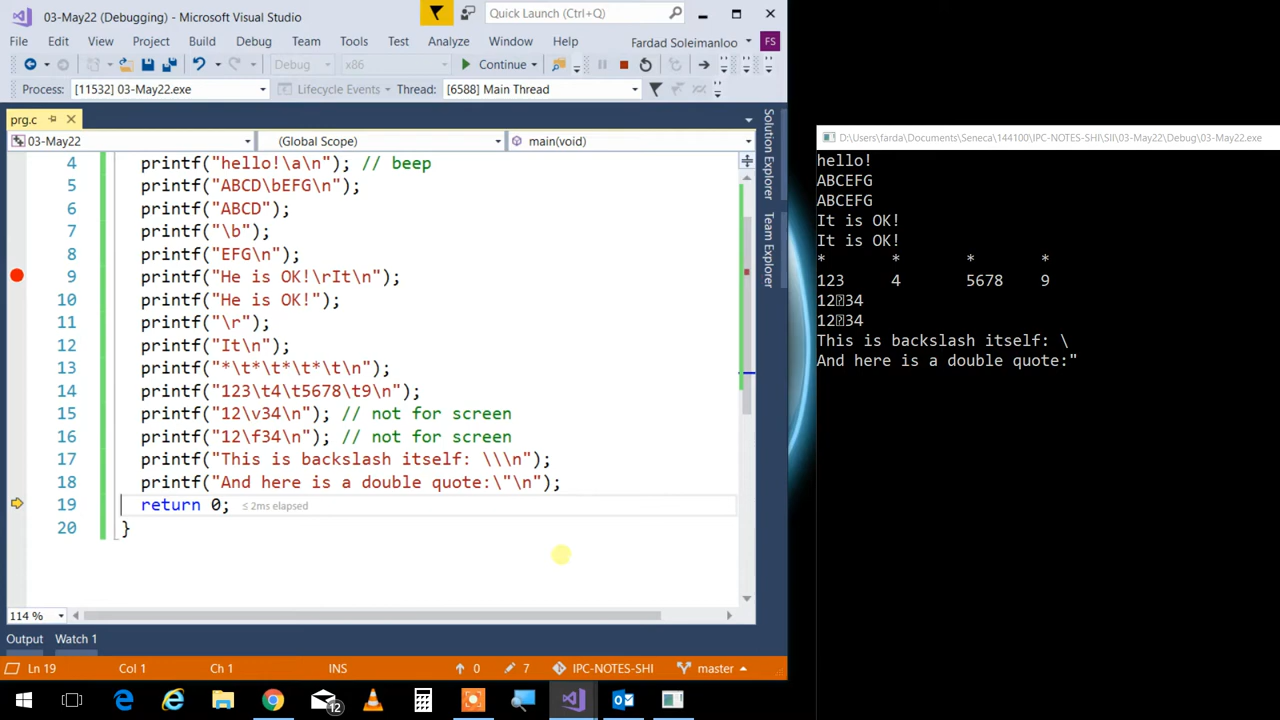 03-May22 (Debugging) - Microsoft Visual Studio
Quick Launch (Ctrl+Q)
File Edit View Project Build Debug Team Tools Test Analyze Window Help Fardad Soleimanloo FS
Debug x86 Continue
Process: [11532] 03-May22.exe Lifecycle Events Thread: [6588] Main Thread
prg.c
03-May22 (Global Scope) main(void)
4 printf("hello!\a\n"); // beep
5 printf("ABCD\bEFG\n");
6 printf("ABCD");
7 printf("\b");
8 printf("EFG\n");
9 printf("He is OK!\rIt\n");
10 printf("He is OK!");
11 printf("\r");
12 printf("It\n");
13 printf("*\t*\t*\t*\t\n");
14 printf("123\t4\t5678\t9\n");
15 printf("12\v34\n"); // not for screen
16 printf("12\f34\n"); // not for screen
17 printf("This is backslash itself: \\\n");
18 printf("And here is a double quote:\"\n");
19 return 0; ≤ 2ms elapsed
20 }
114 %
Output Watch 1
Ln 19 Col 1 Ch 1 INS 0 7 IPC-NOTES-SHI master
12
Solution Explorer
Team Explorer
D:\Users\farda\Documents\Seneca\144100\IPC-NOTES-SHI\SII\03-May22\Debug\03-May22.exe
hello!
ABCEFG
ABCEFG
It is OK!
It is OK!
* * * *
123 4 5678 9
12⍰34
12⍰34
This is backslash itself: \
And here is a double quote:"